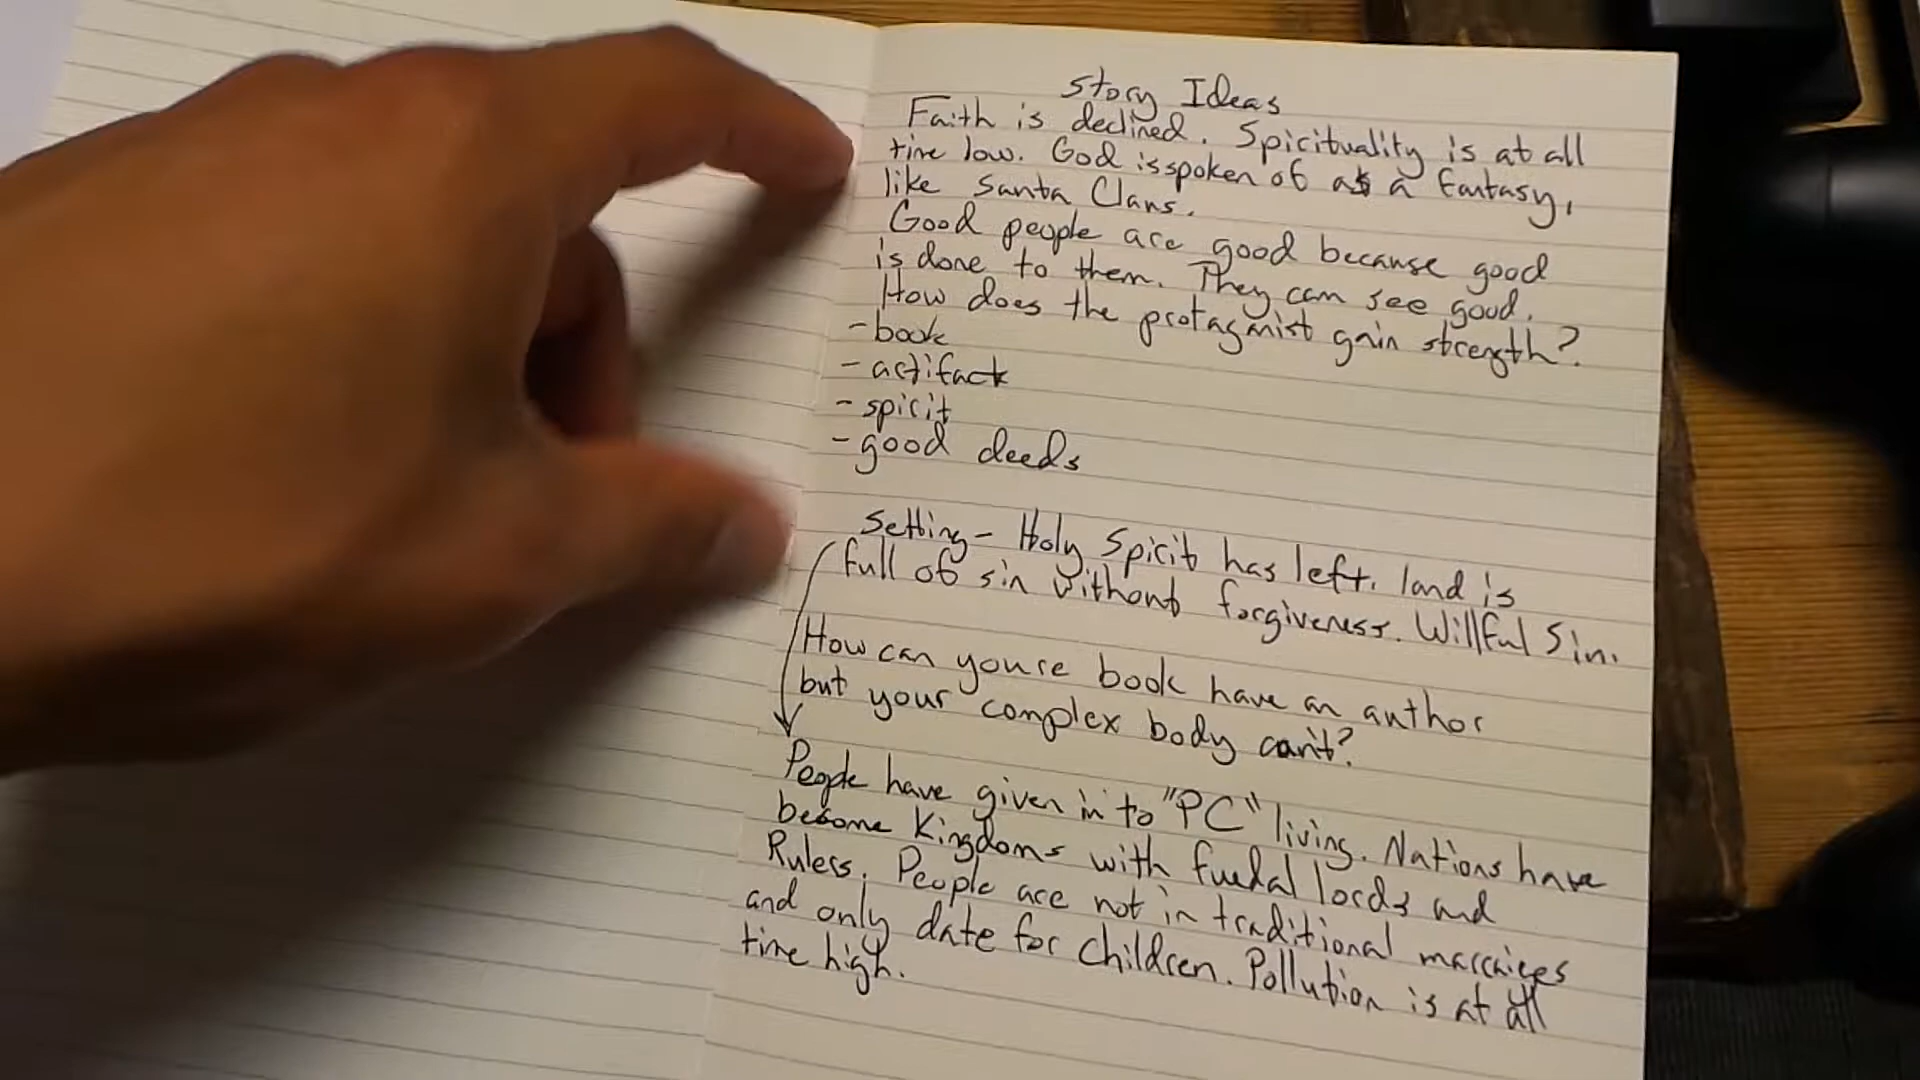 Story Ideas
Faith is declined. Spirituality is at all
time low. God is spoken of as a fantasy,
like Santa Claus.
Good people are good because good
is done to them. They can see good.
How does the protagmist gain strength?
- book
- artifact
- spirit
- good deeds
Setting - Holy Spirit has left. land is
full of sin without forgiveness. Willful Sin.
How can youre book have an author
but your complex body can't?
People have given in to "PC" living. Nations have
become Kingdoms with fuedal lords and
Rulers. People are not in traditional marraiges
and only date for Children. Pollution is at all
time high.